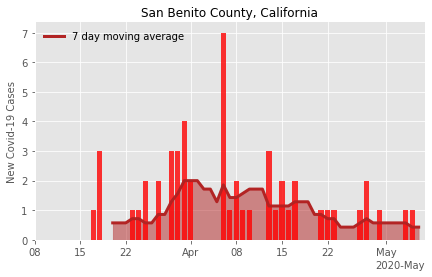 San Benito County, California
7 day moving average
New Covid-19 Cases
7
6
5
4
3
2
1
0
08 15 22 Apr 08 15 22 May
2020-May